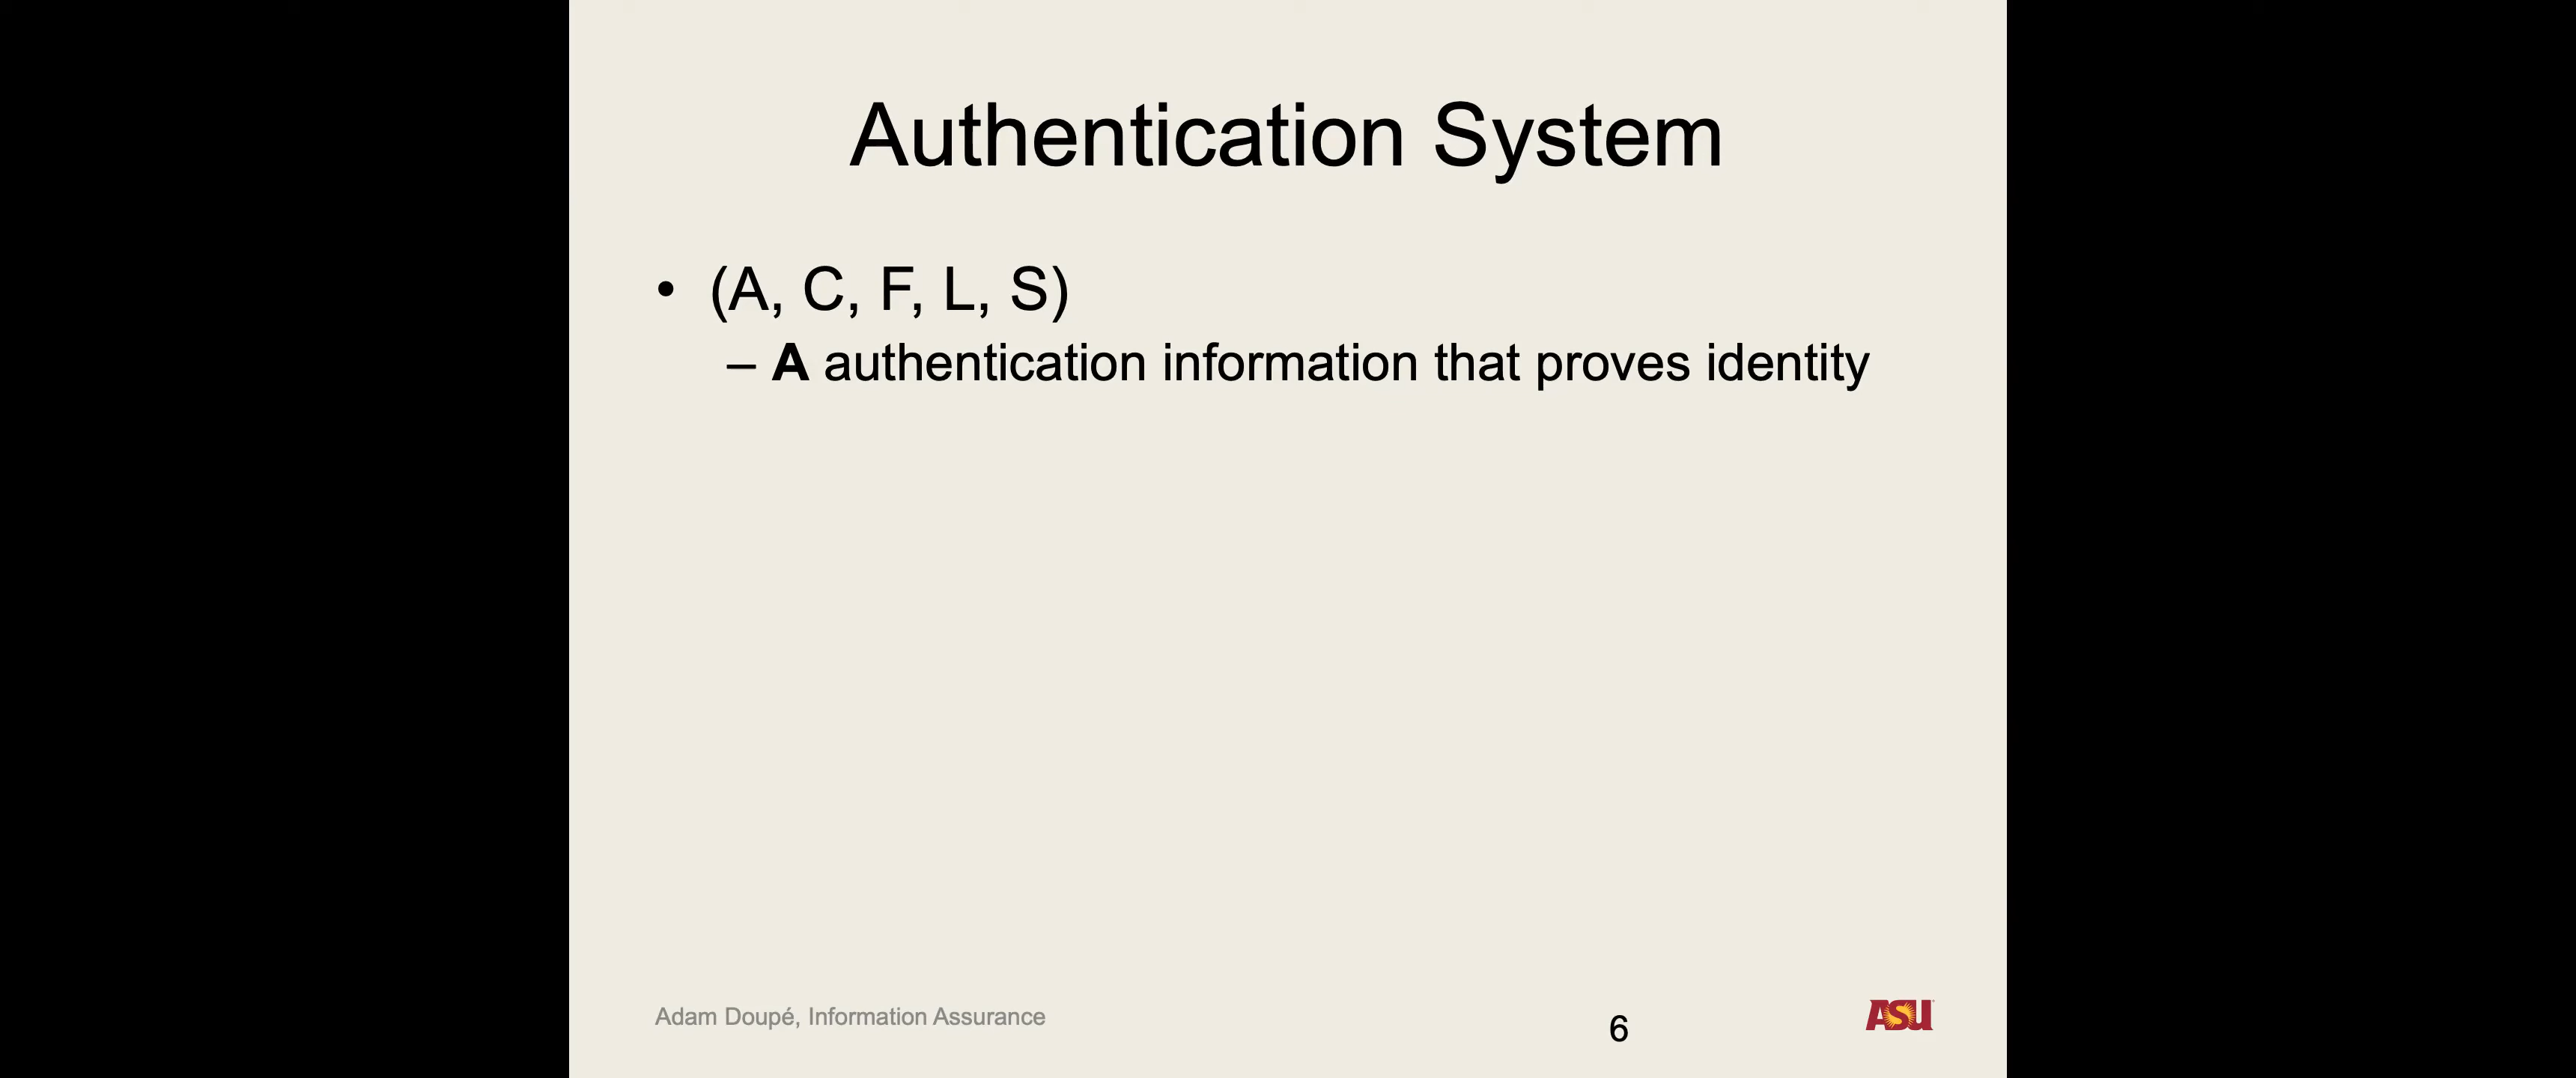 Authentication System
• (A, C, F, L, S)
– A authentication information that proves identity
Adam Doupé, Information Assurance
6
ASU